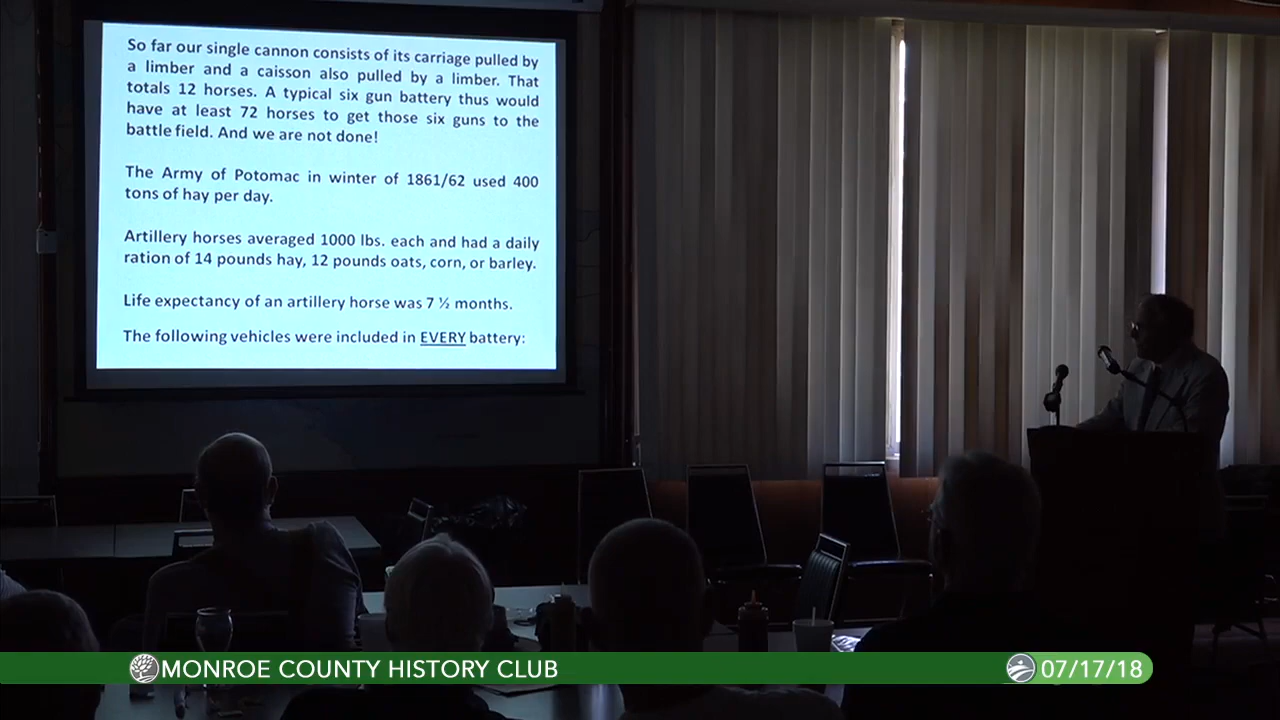 So far our single cannon consists of its carriage pulled by
a limber and a caisson also pulled by a limber. That
totals 12 horses. A typical six gun battery thus would
have at least 72 horses to get those six guns to the
battle field. And we are not done!
The Army of Potomac in winter of 1861/62 used 400
tons of hay per day.
Artillery horses averaged 1000 lbs. each and had a daily
ration of 14 pounds hay, 12 pounds oats, corn, or barley.
Life expectancy of an artillery horse was 7 ½ months.
The following vehicles were included in EVERY battery:
MONROE COUNTY HISTORY CLUB
07/17/18